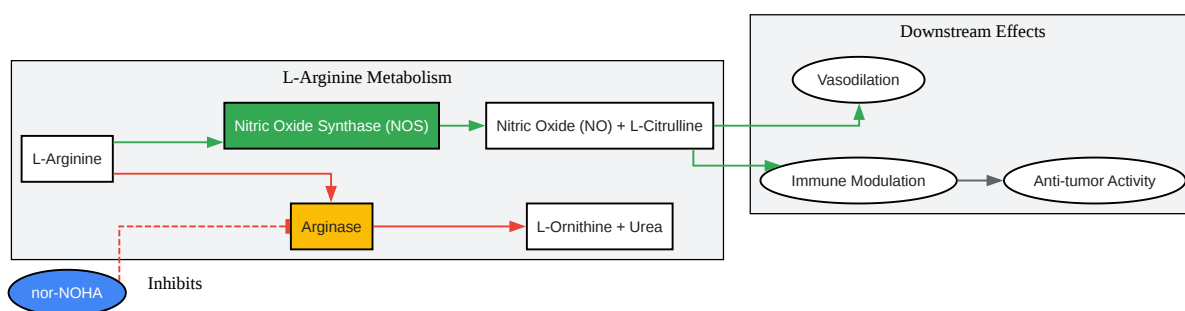 Downstream Effects
L-Arginine Metabolism
Vasodilation
Nitric Oxide Synthase (NOS)
Nitric Oxide (NO) + L-Citrulline
L-Arginine
Immune Modulation
Anti-tumor Activity
Arginase
L-Ornithine + Urea
nor-NOHA
Inhibits